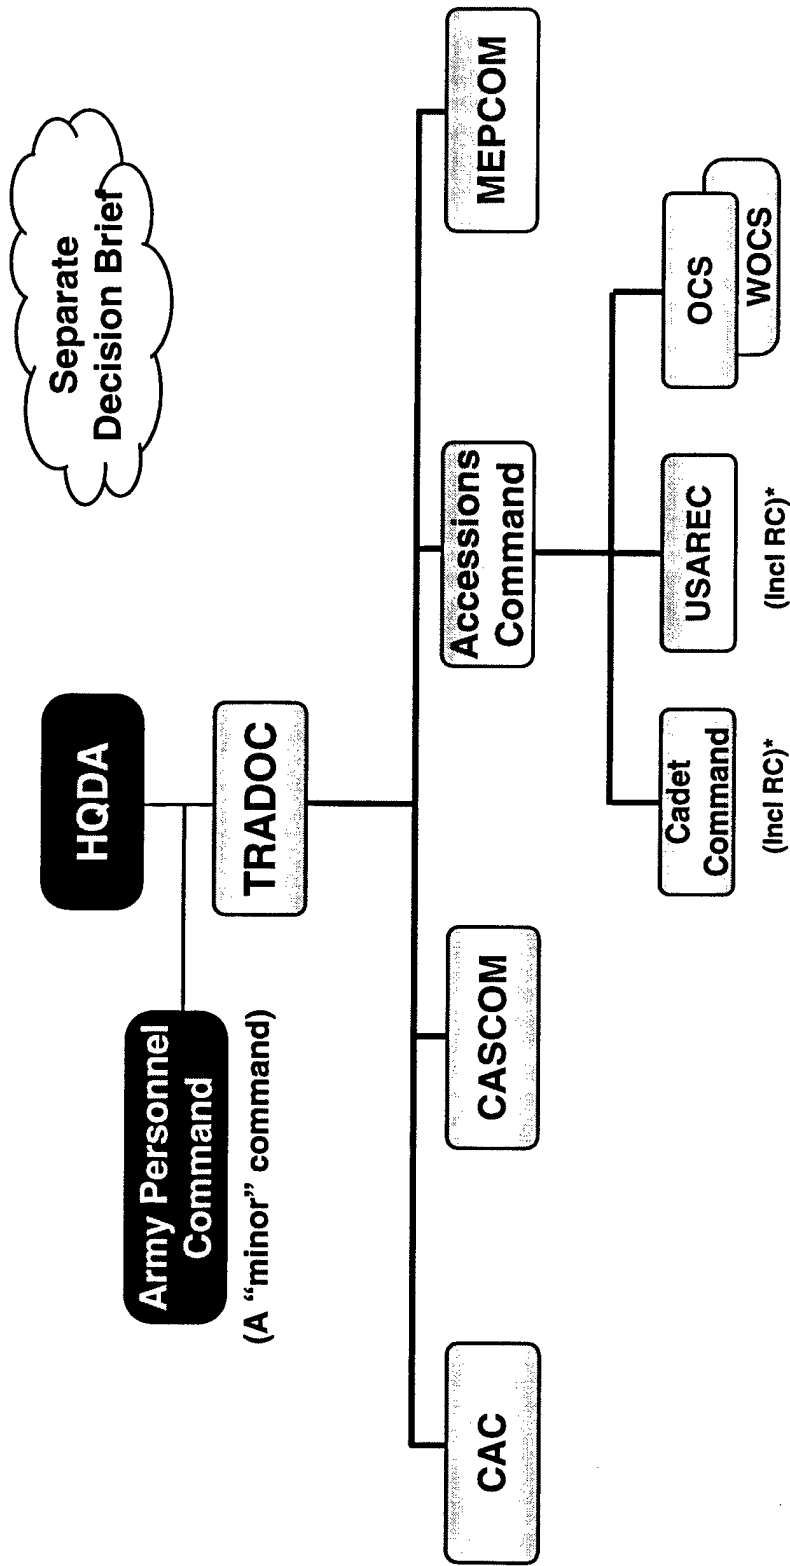 Separate
Decision Brief
HQDA
Army Personnel
Command
(A “minor” command)
TRADOC
CAC
CASCOM
Accessions
Command
MEPCOM
Cadet
Command
(Incl RC)*
USAREC
(Incl RC)*
OCS
WOCS